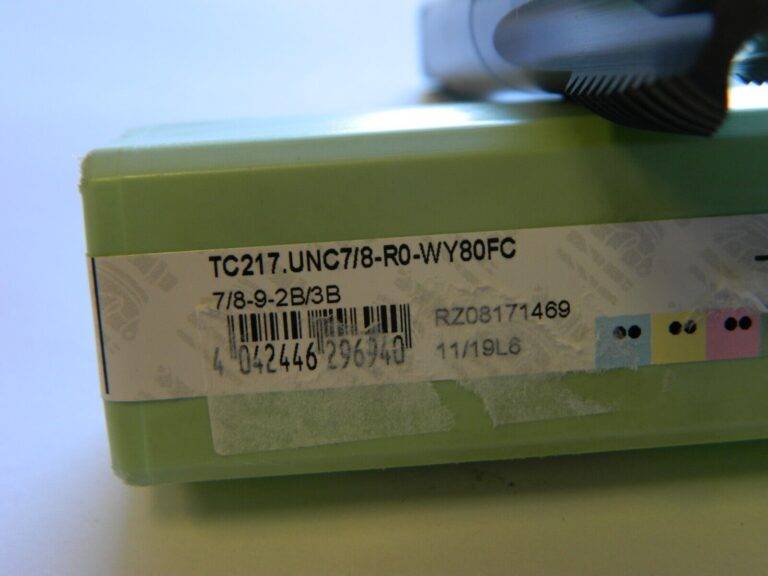 TC217.UNC7/8-R0-WY80FC
7/8-9-2B/3B
RZ08171469
4 042446 296940
11/19L6